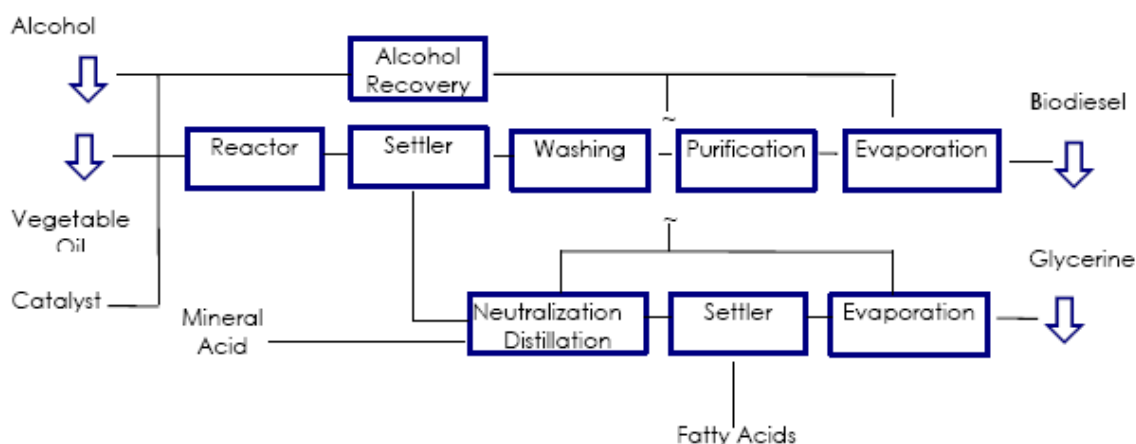 Alcohol
Alcohol
Recovery
Biodiesel
~
Reactor
Settler
Washing
Purification
Evaporation
Vegetable
Oil
~
Glycerine
Catalyst
Mineral
Acid
Neutralization
Distillation
Settler
Evaporation
Fatty Acids